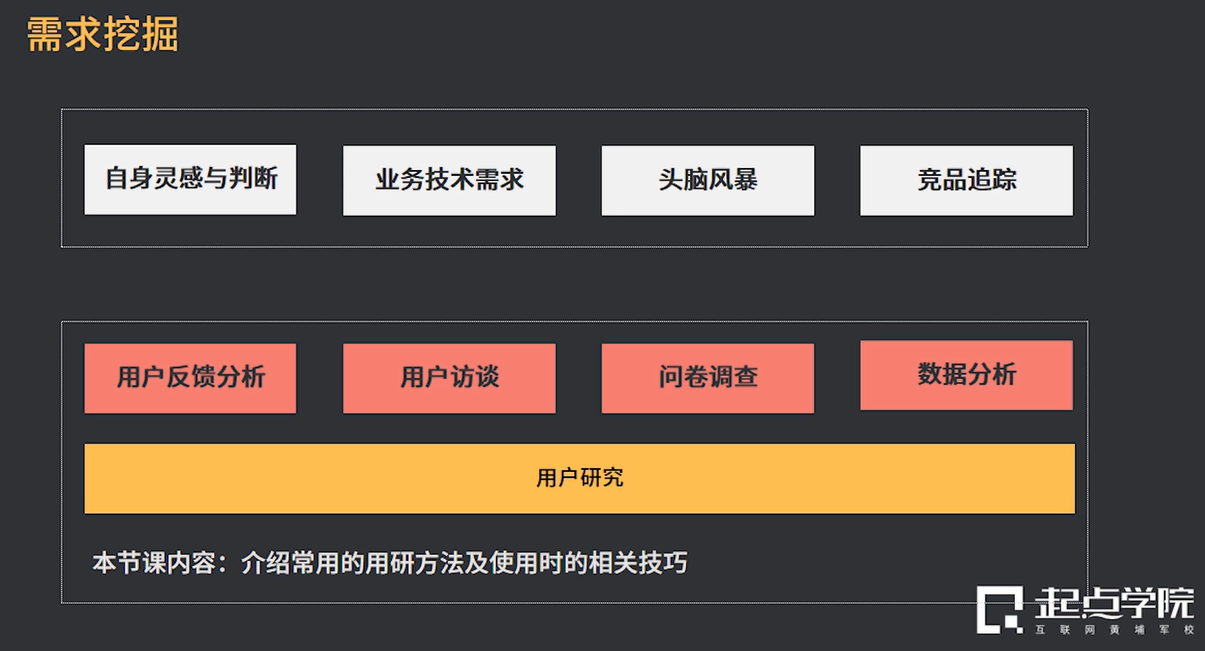 需求挖掘
自身灵感与判断
业务技术需求
头脑风暴
竞品追踪
用户反馈分析
用户访谈
问卷调查
数据分析
用户研究
本节课内容：介绍常用的用研方法及使用时的相关技巧
起点学院
互联网黄埔军校